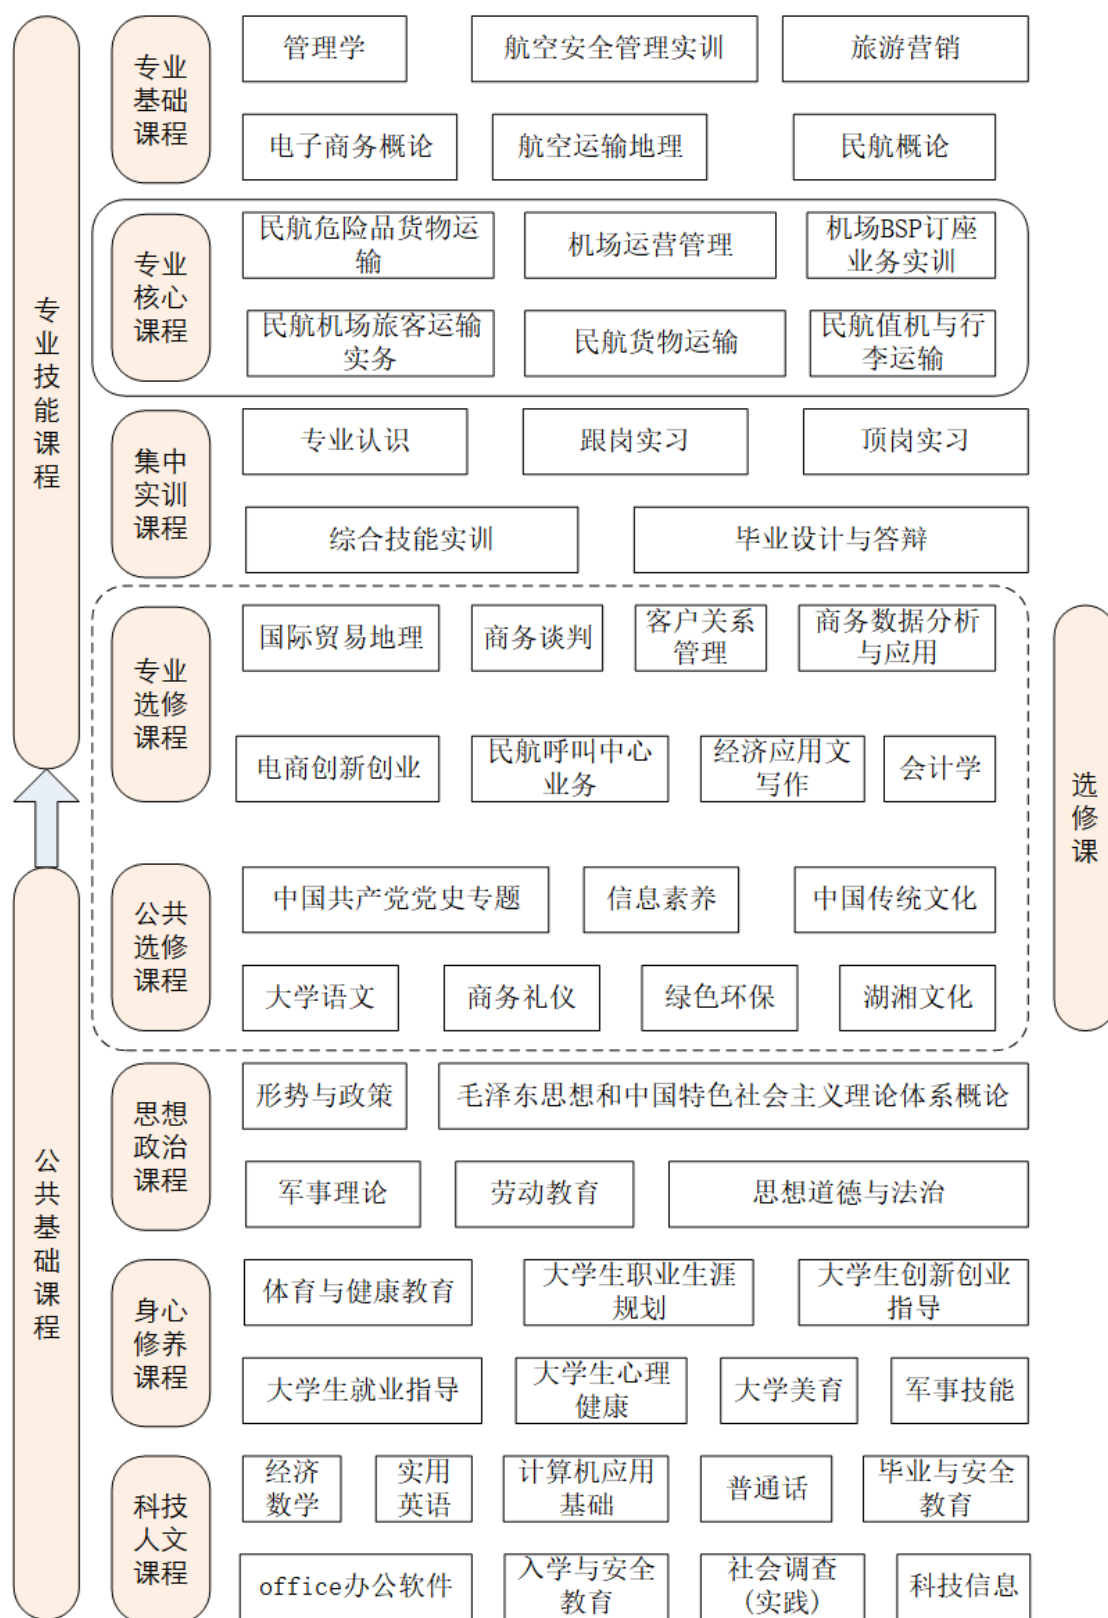 专业技能课程
专业
基础
课程
管理学
航空安全管理实训
旅游营销
电子商务概论
航空运输地理
民航概论
专业
核心
课程
民航危险品货物运
输
机场运营管理
机场BSP订座
业务实训
民航机场旅客运输
实务
民航货物运输
民航值机与行
李运输
集中
实训
课程
专业认识
跟岗实习
顶岗实习
综合技能实训
毕业设计与答辩
选修课
专业
选修
课程
国际贸易地理
商务谈判
客户关系
管理
商务数据分析
与应用
电商创新创业
民航呼叫中心
业务
经济应用文
写作
会计学
公共基础课程
公共
选修
课程
中国共产党党史专题
信息素养
中国传统文化
大学语文
商务礼仪
绿色环保
湖湘文化
思想
政治
课程
形势与政策
毛泽东思想和中国特色社会主义理论体系概论
军事理论
劳动教育
思想道德与法治
身心
修养
课程
体育与健康教育
大学生职业生涯
规划
大学生创新创业
指导
大学生就业指导
大学生心理
健康
大学美育
军事技能
科技
人文
课程
经济
数学
实用
英语
计算机应用
基础
普通话
毕业与安全
教育
office办公软件
入学与安全
教育
社会调查
(实践)
科技信息